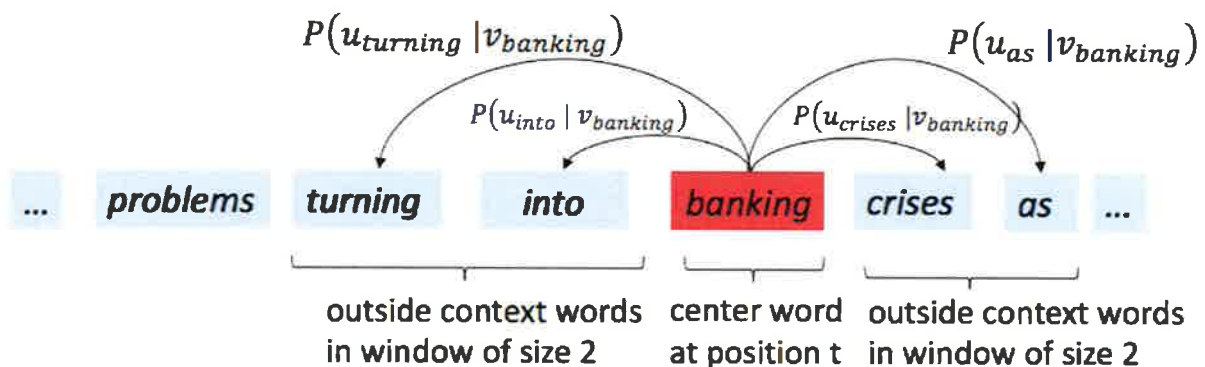 P(u_turning | v_banking) P(u_as | v_banking)
P(u_into | v_banking) P(u_crises | v_banking)
... problems turning into banking crises as ...
outside context words center word outside context words
in window of size 2 at position t in window of size 2